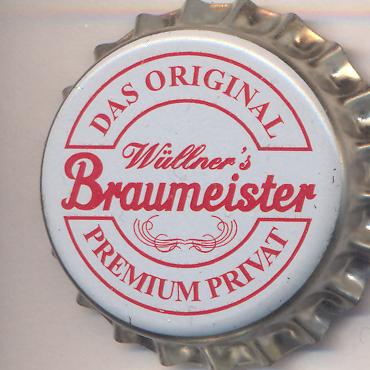 DAS ORIGINAL
Wüllner's
Braumeister
PREMIUM PRIVAT